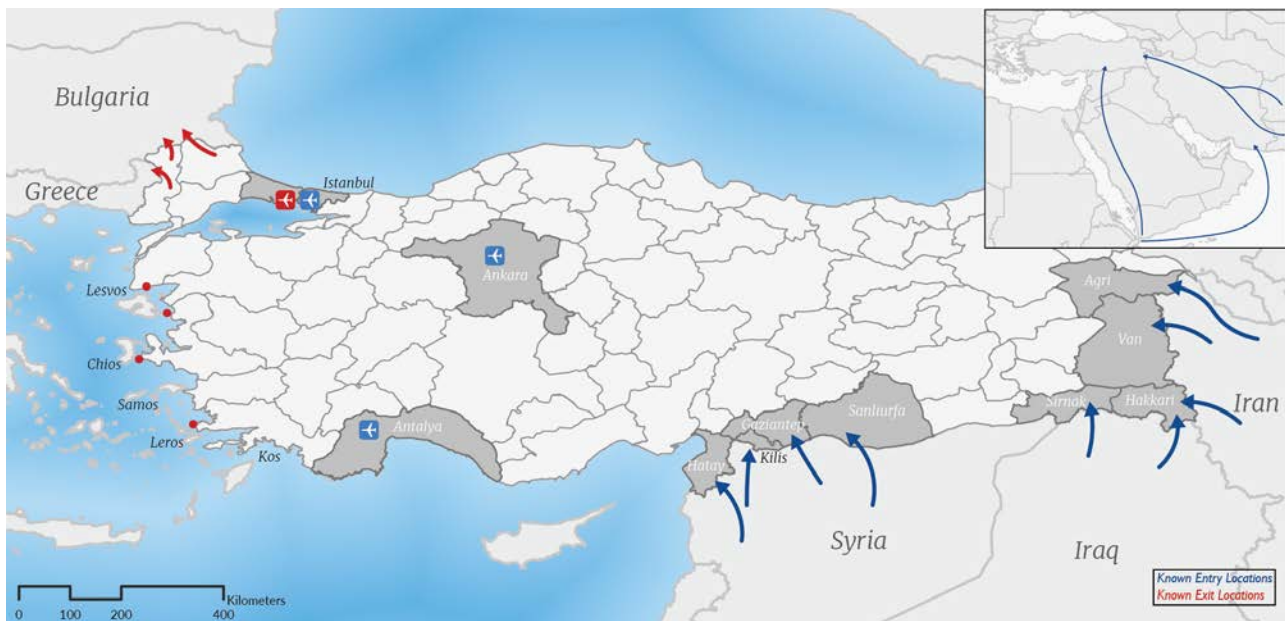 Bulgaria
Greece
Istanbul
Ankara
Lesvos
Chios
Samos
Leros
Kos
Antalya
Agri
Van
Sirnak
Hakkari
Iran
Sanliurfa
Gaziantep
Kilis
Hatay
Syria
Iraq
0 100 200 400
Kilometers
Known Entry Locations
Known Exit Locations